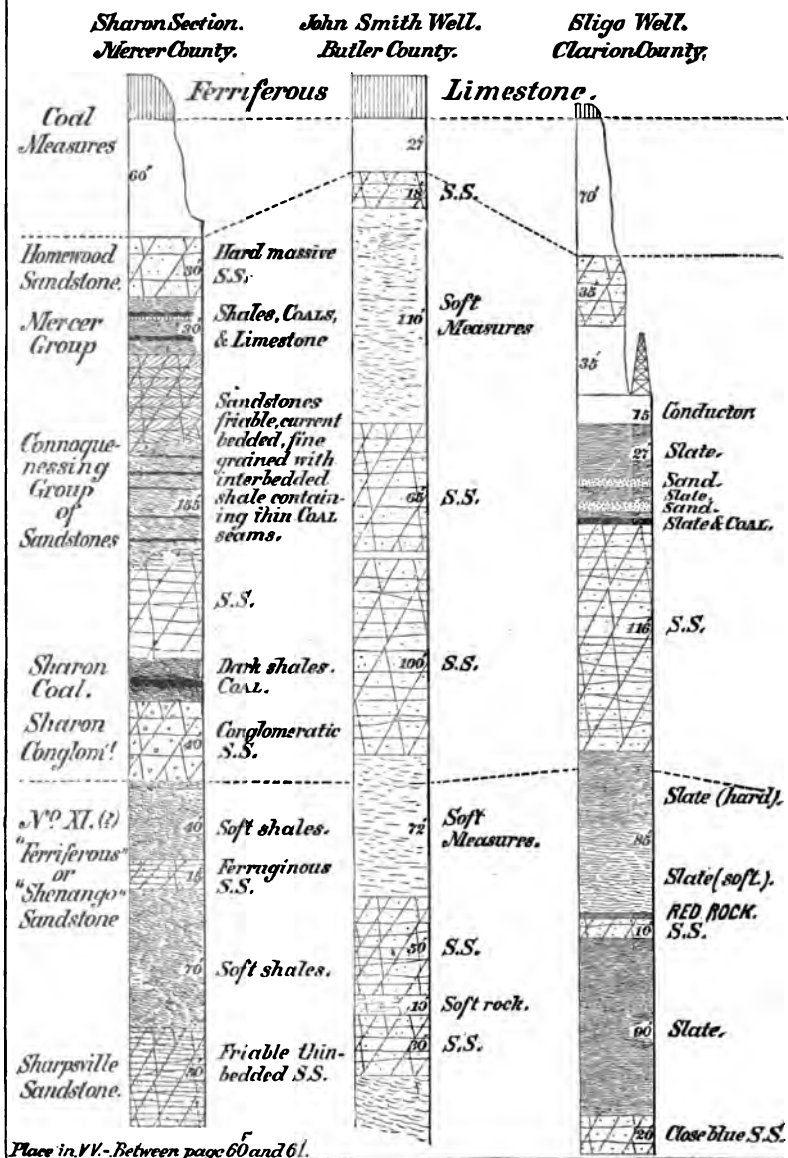 Sharon Section.
Mercer County.
John Smith Well.
Butler County.
Sligo Well.
Clarion County,
Ferriferous Limestone.
Coal
Measures
60'
Homewood
Sandstone.
30'
Hard massive
S.S.
Mercer
Group
30'
Shales, COALS,
& Limestone
Connoque-
nessing
Group
of
Sandstones
155'
Sandstones
friable, current
bedded, fine
grained with
interbedded
shale contain-
ing thin COAL
seams.
S.S.
Sharon
Coal.
Dark shales.
COAL.
Sharon
Conglom't
40'
Conglomeratic
S.S.
No. XI. (?)
"Ferriferous"
or
"Shenango"
Sandstone
40'
Soft shales.
15'
Ferruginous
S.S.
70'
Soft shales.
Sharpsville
Sandstone.
50'
Friable thin-
bedded S.S.
27'
18'
S.S.
110'
Soft
Measures
65'
S.S.
100'
S.S.
72'
Soft
Measures.
50'
S.S.
10'
Soft rock.
30'
S.S.
70'
35'
35'
15
Conductor
27'
Slate.
Sand.
Slate.
Sand.
Slate & COAL.
116'
S.S.
Slate (hard).
85'
Slate (soft).
RED ROCK.
10'
S.S.
90'
Slate.
20'
Close blue S.S.
Place in. VV.- Between page 60 and 61.